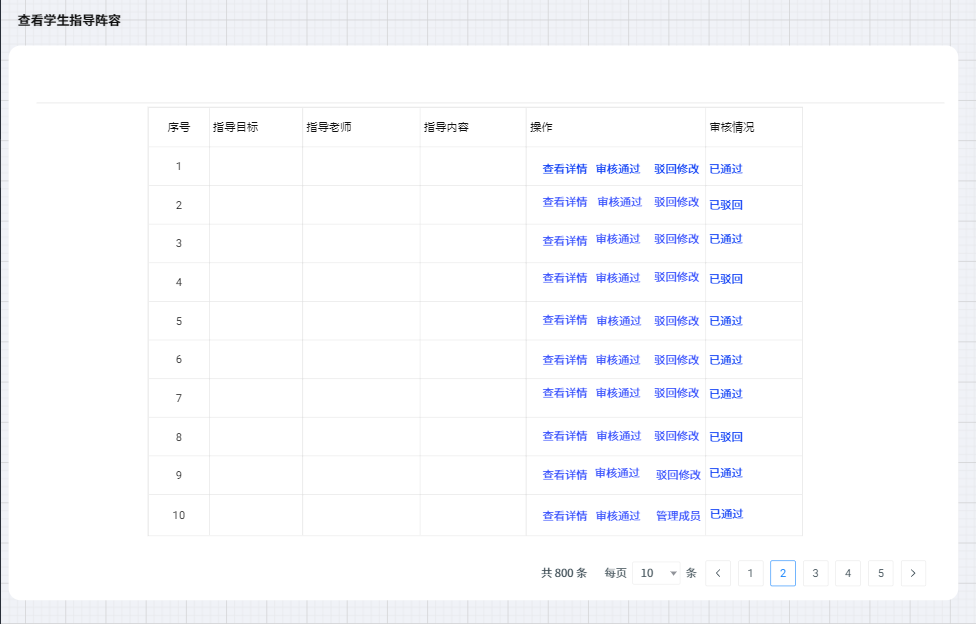 查看学生指导阵容
序号 指导目标 指导老师 指导内容 操作 审核情况
1 查看详情 审核通过 驳回修改 已通过
2 查看详情 审核通过 驳回修改 已驳回
3 查看详情 审核通过 驳回修改 已通过
4 查看详情 审核通过 驳回修改 已驳回
5 查看详情 审核通过 驳回修改 已通过
6 查看详情 审核通过 驳回修改 已通过
7 查看详情 审核通过 驳回修改 已通过
8 查看详情 审核通过 驳回修改 已驳回
9 查看详情 审核通过 驳回修改 已通过
10 查看详情 审核通过 管理成员 已通过
共 800 条 每页 10 条 1 2 3 4 5